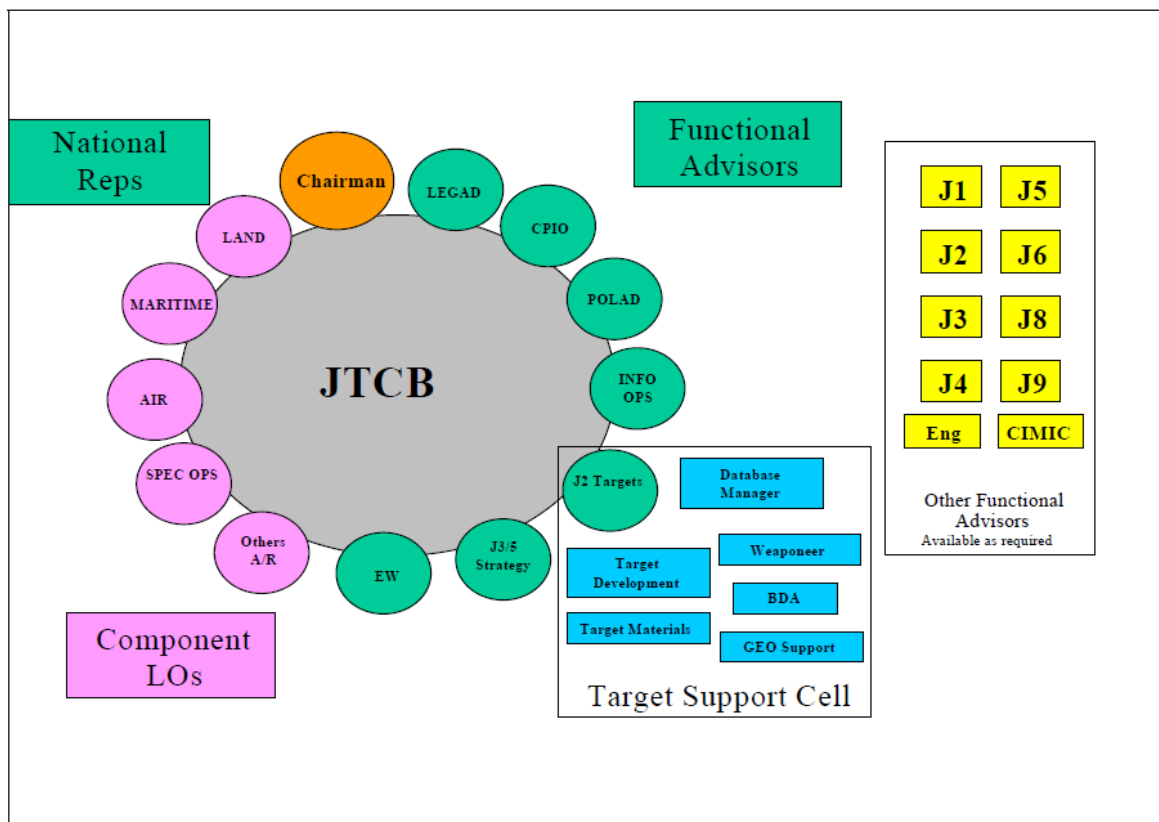 National
Reps
Functional
Advisors
Chairman
LEGAD
CPIO
POLAD
INFO
OPS
J2 Targets
J3/5
Strategy
EW
Others
A/R
SPEC OPS
AIR
MARITIME
LAND
JTCB
Component
LOs
Database
Manager
Weaponeer
Target
Development
BDA
Target Materials
GEO Support
Target Support Cell
J1
J5
J2
J6
J3
J8
J4
J9
Eng
CIMIC
Other Functional
Advisors
Available as required